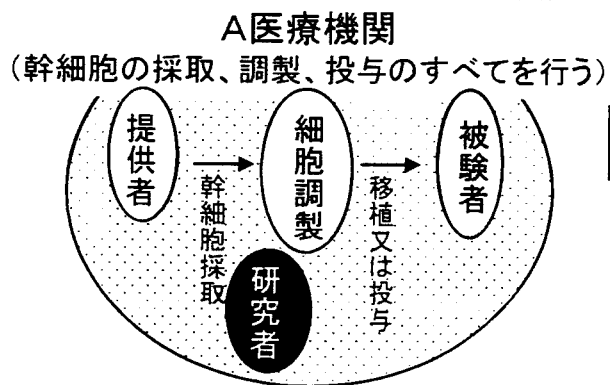 A医療機関
(幹細胞の採取、調製、投与のすべてを行う)
提供者
幹細胞採取
細胞調製
移植又は投与
被験者
研究者